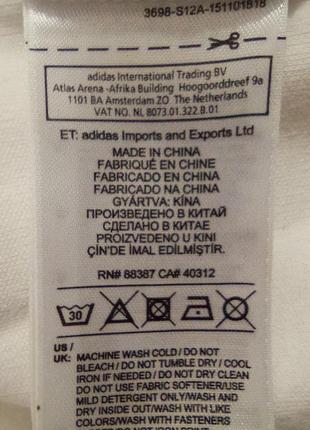 3698-S12A-151101818
adidas International Trading BV
Atlas Arena -Afrika Building Hoogoorddreef 9a
1101 BA Amsterdam ZO The Netherlands
VAT NO. NL 8073.01.322.B.01
ET: adidas Imports and Exports Ltd
MADE IN CHINA
FABRIQUÉ EN CHINE
FABRICADO EN CHINA
FABRICADO NA CHINA
GYÁRTVA: KÍNA
ПРОИЗВЕДЕНО В КИТАЙ
СДЕЛАНО В КИТАЕ
PROIZVEDENO U KINI
ÇİN'DE İMAL EDİLMİŞTİR.
RN# 88387 CA# 40312
30
US /
UK: MACHINE WASH COLD / DO NOT
BLEACH / DO NOT TUMBLE DRY / COOL
IRON IF NEEDED / DO NOT DRY CLEAN
DO NOT USE FABRIC SOFTENER/USE
MILD DETERGENT ONLY/WASH AND
DRY INSIDE OUT/WASH WITH LIKE
COLORS/WASH WITH FASTENERS